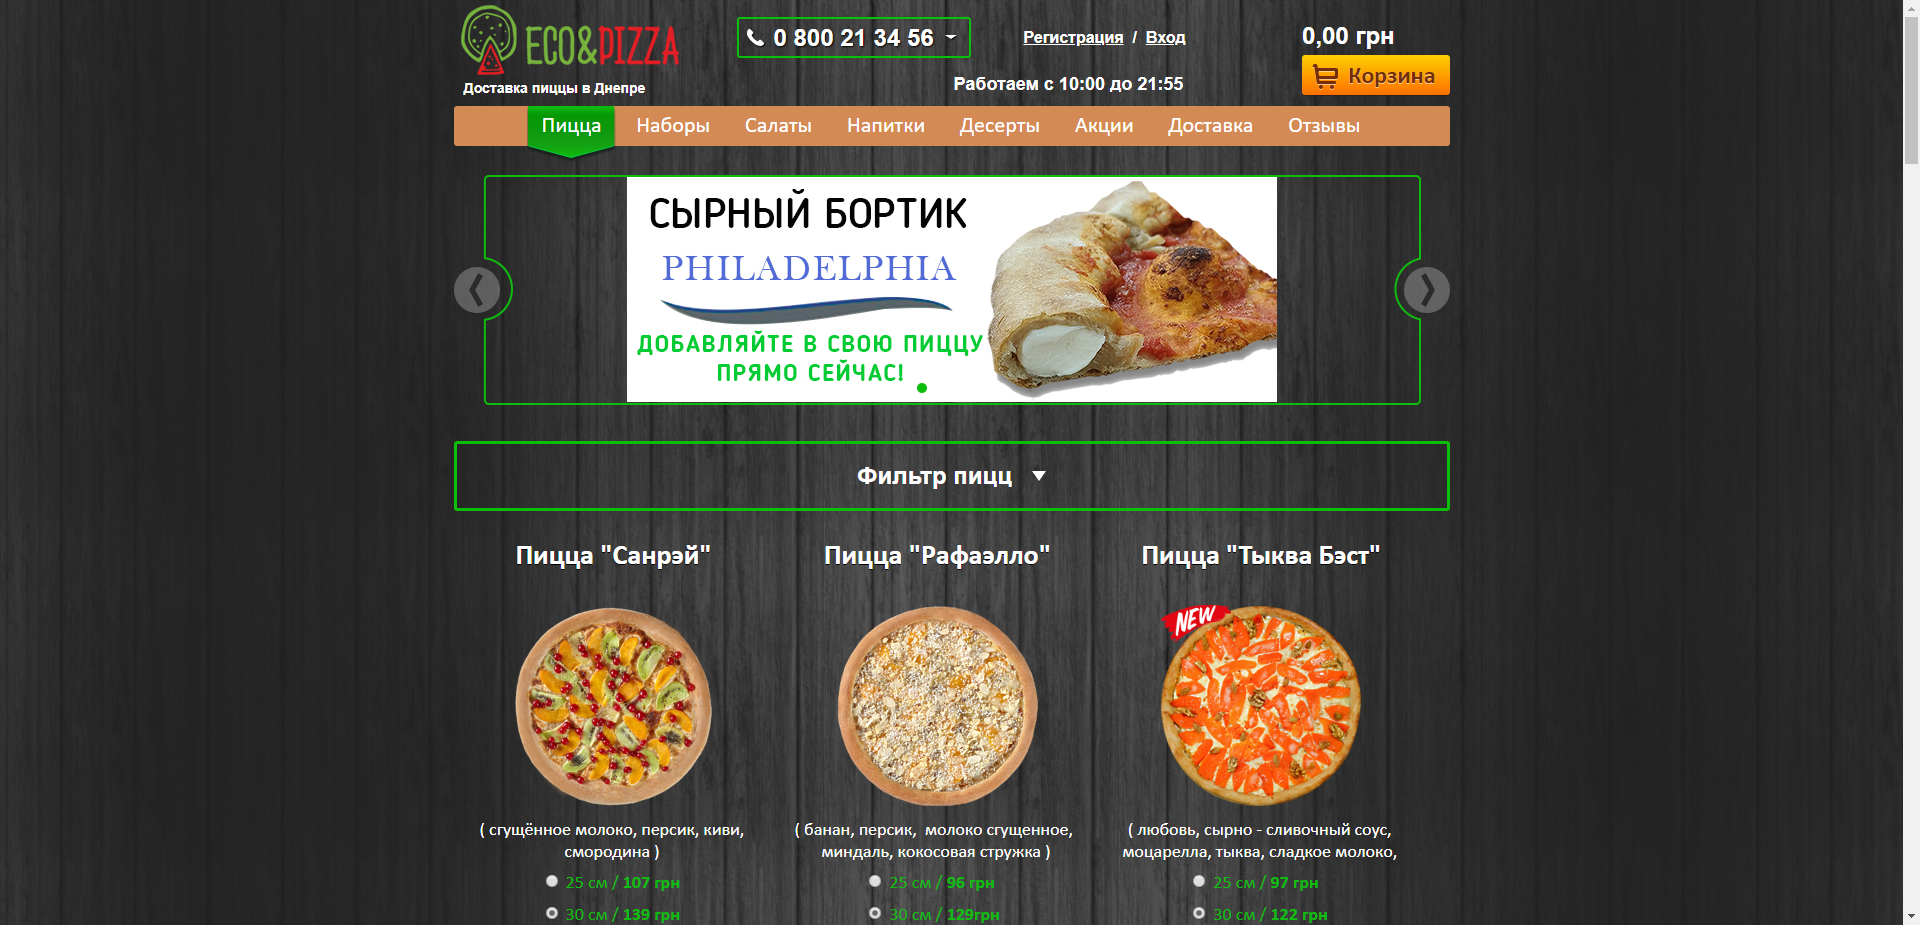 ECO&PIZZA
Доставка пиццы в Днепре
0 800 21 34 56
Регистрация / Вход
Работаем с 10:00 до 21:55
0,00 грн
Корзина
Пицца Наборы Салаты Напитки Десерты Акции Доставка Отзывы
СЫРНЫЙ БОРТИК
PHILADELPHIA
ДОБАВЛЯЙТЕ В СВОЮ ПИЦЦУ
ПРЯМО СЕЙЧАС!
Фильтр пицц
Пицца "Санрэй"
( сгущённое молоко, персик, киви,
смородина )
25 см / 107 грн
30 см / 139 грн
Пицца "Рафаэлло"
( банан, персик, молоко сгущенное,
миндаль, кокосовая стружка )
25 см / 96 грн
30 см / 129грн
Пицца "Тыква Бэст"
NEW
( любовь, сырно - сливочный соус,
моцарелла, тыква, сладкое молоко,
25 см / 97 грн
30 см / 122 грн